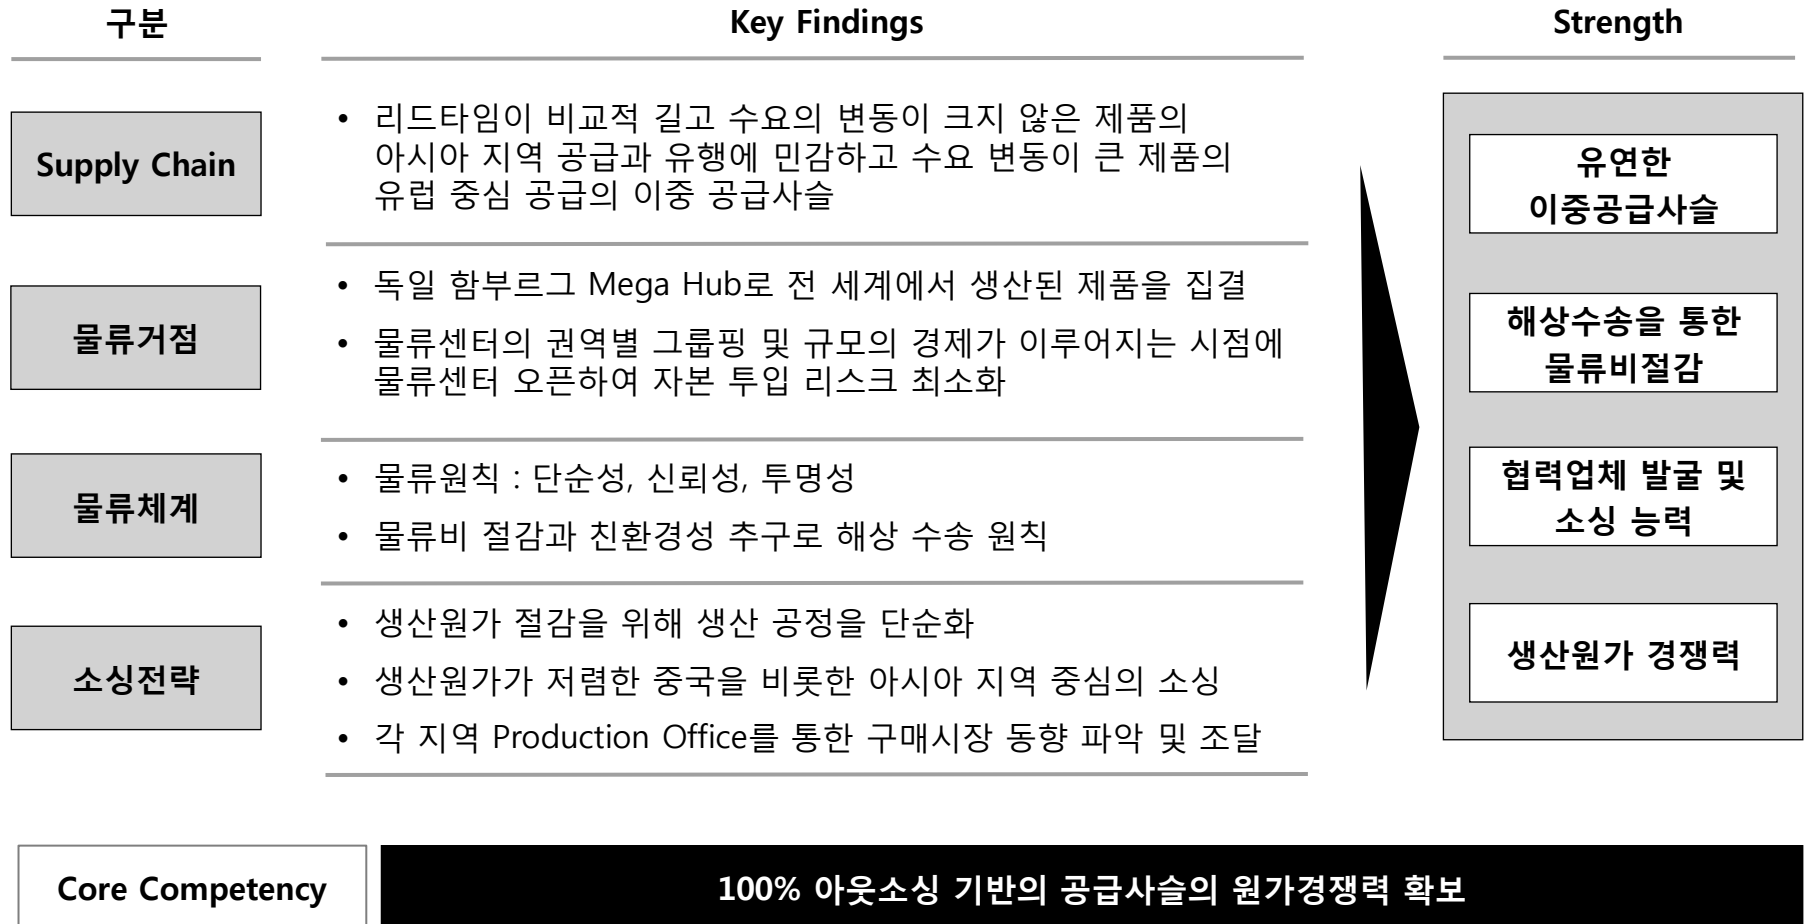 구분
Key Findings
Strength
Supply Chain
• 리드타임이 비교적 길고 수요의 변동이 크지 않은 제품의
아시아 지역 공급과 유행에 민감하고 수요 변동이 큰 제품의
유럽 중심 공급의 이중 공급사슬
물류거점
• 독일 함부르그 Mega Hub로 전 세계에서 생산된 제품을 집결
• 물류센터의 권역별 그룹핑 및 규모의 경제가 이루어지는 시점에
물류센터 오픈하여 자본 투입 리스크 최소화
물류체계
• 물류원칙 : 단순성, 신뢰성, 투명성
• 물류비 절감과 친환경성 추구로 해상 수송 원칙
소싱전략
• 생산원가 절감을 위해 생산 공정을 단순화
• 생산원가가 저렴한 중국을 비롯한 아시아 지역 중심의 소싱
• 각 지역 Production Office를 통한 구매시장 동향 파악 및 조달
유연한
이중공급사슬
해상수송을 통한
물류비절감
협력업체 발굴 및
소싱 능력
생산원가 경쟁력
Core Competency
100% 아웃소싱 기반의 공급사슬의 원가경쟁력 확보